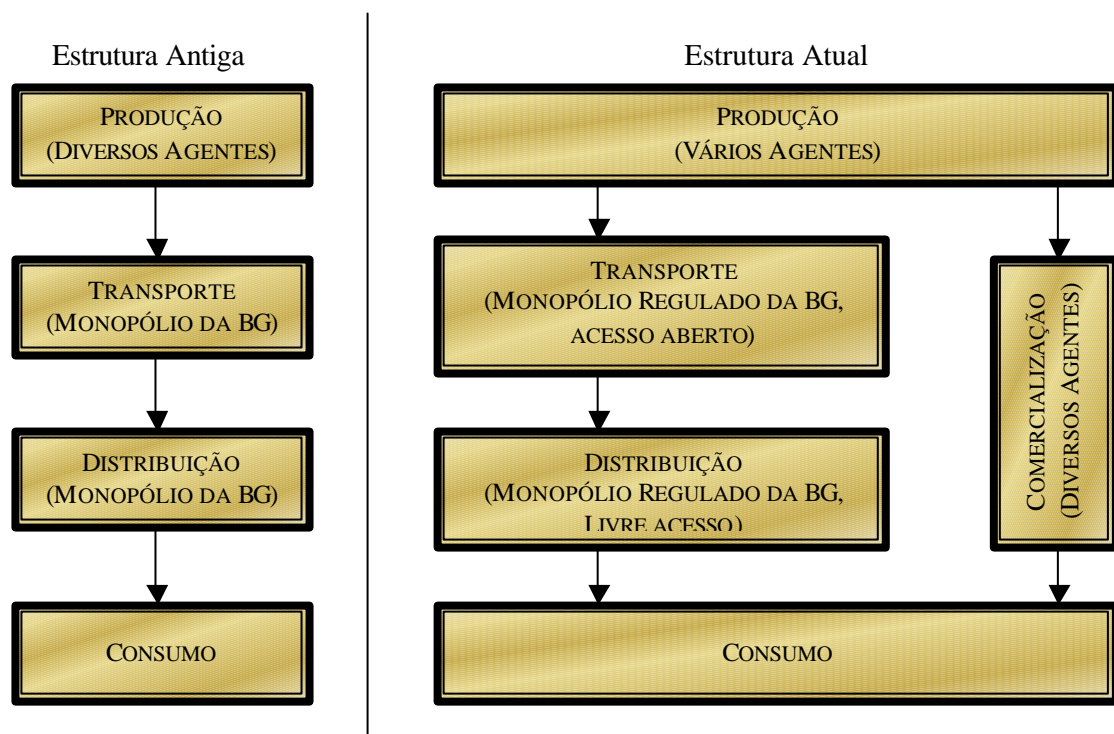 Estrutura Antiga
PRODUÇÃO
(DIVERSOS AGENTES)
TRANSPORTE
(MONOPÓLIO DA BG)
DISTRIBUIÇÃO
(MONOPÓLIO DA BG)
CONSUMO
Estrutura Atual
PRODUÇÃO
(VÁRIOS AGENTES)
TRANSPORTE
(MONOPÓLIO REGULADO DA BG,
ACESSO ABERTO)
DISTRIBUIÇÃO
(MONOPÓLIO REGULADO DA BG,
LIVRE ACESSO)
COMERCIALIZAÇÃO
(DIVERSOS AGENTES)
CONSUMO